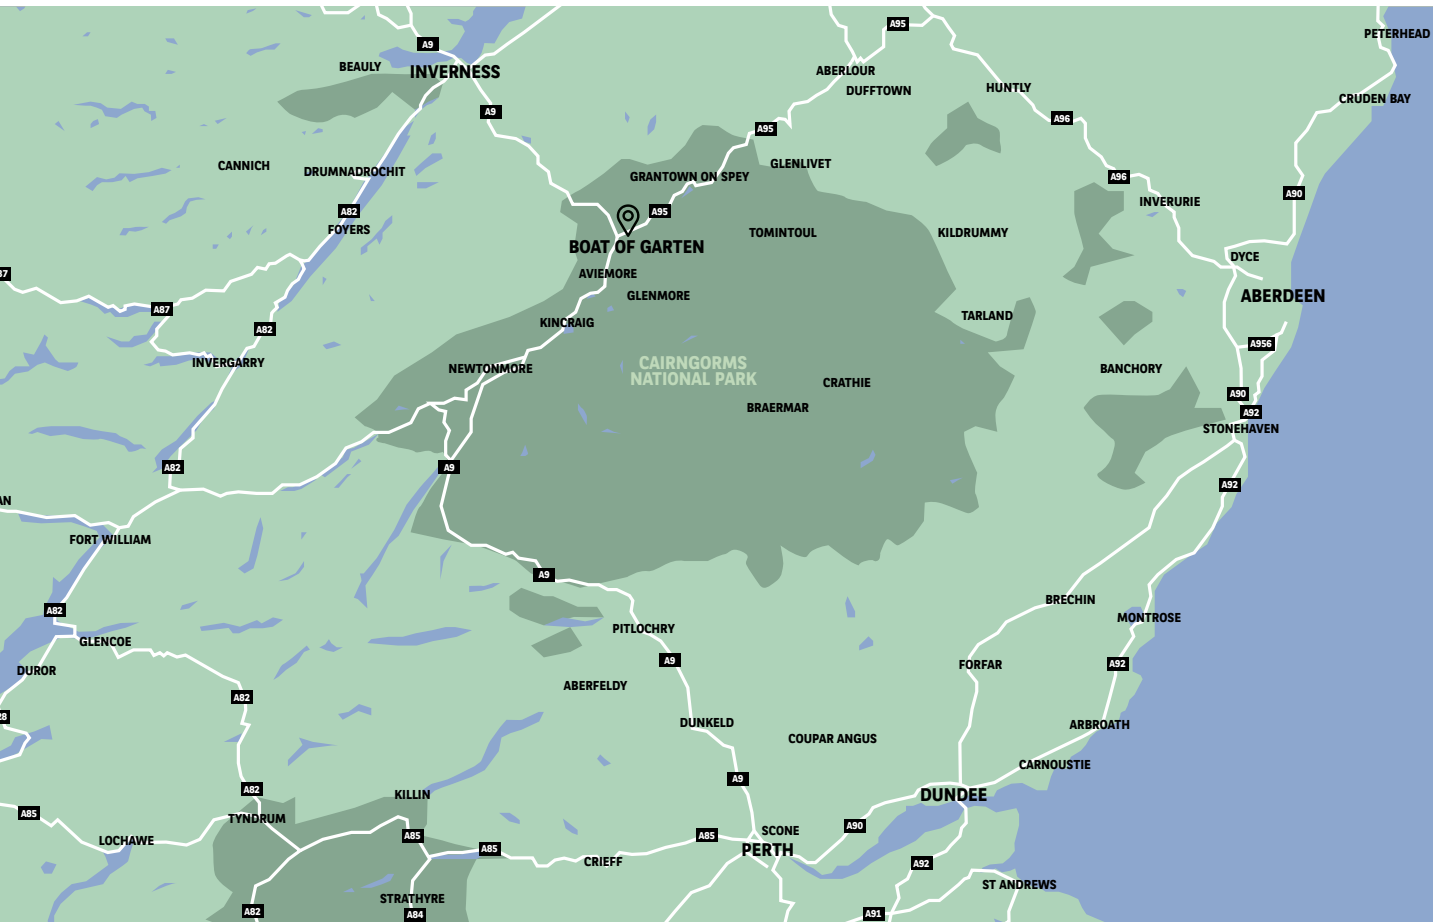 A95
PETERHEAD
A9
BEAULY
INVERNESS
ABERLOUR
DUFFTOWN
HUNTLY
CRUDEN BAY
A9
A96
A95
CANNICH
DRUMNADROCHIT
GLENLIVET
GRANTOWN ON SPEY
A96
A90
INVERURIE
A82
A95
FOYERS
TOMINTOUL
KILDRUMMY
BOAT OF GARTEN
DYCE
37
AVIEMORE
GLENMORE
ABERDEEN
A87
TARLAND
KINCRAIG
A82
A956
INVERGARRY
NEWTONMORE
CAIRNGORMS
NATIONAL PARK
BANCHORY
CRATHIE
A90
BRAERMAR
A92
STONEHAVEN
A82
A9
A92
AN
FORT WILLIAM
A9
BRECHIN
A82
MONTROSE
PITLOCHRY
GLENCOE
A9
FORFAR
A92
DUROR
ABERFELDY
A82
28
DUNKELD
ARBROATH
COUPAR ANGUS
CARNOUSTIE
A9
A82
KILLIN
DUNDEE
A85
TYNDRUM
A90
SCONE
A85
A85
LOCHAWE
A85
PERTH
CRIEFF
A92
ST ANDREWS
STRATHYRE
A82
A84
A91